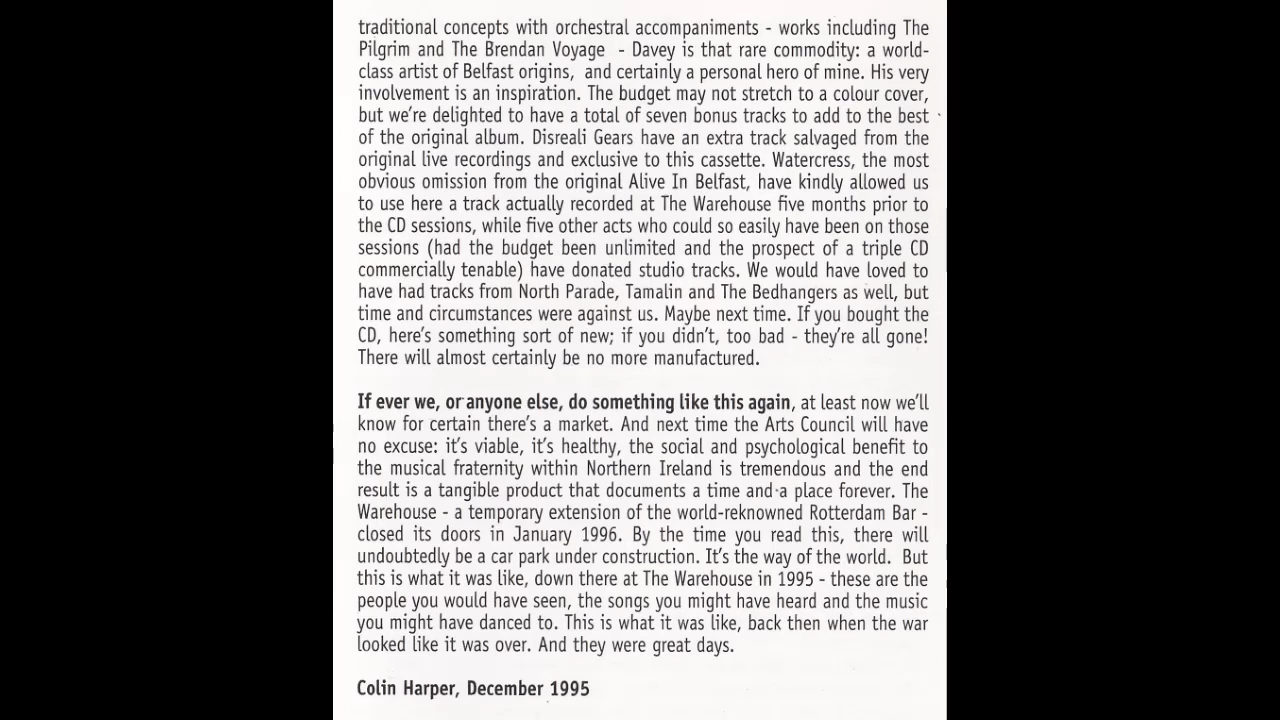 traditional concepts with orchestral accompaniments - works including The
Pilgrim and The Brendan Voyage - Davey is that rare commodity: a world-
class artist of Belfast origins, and certainly a personal hero of mine. His very
involvement is an inspiration. The budget may not stretch to a colour cover,
but we're delighted to have a total of seven bonus tracks to add to the best
of the original album. Disreali Gears have an extra track salvaged from the
original live recordings and exclusive to this cassette. Watercress, the most
obvious omission from the original Alive In Belfast, have kindly allowed us
to use here a track actually recorded at The Warehouse five months prior to
the CD sessions, while five other acts who could so easily have been on those
sessions (had the budget been unlimited and the prospect of a triple CD
commercially tenable) have donated studio tracks. We would have loved to
have had tracks from North Parade, Tamalin and The Bedhangers as well, but
time and circumstances were against us. Maybe next time. If you bought the
CD, here's something sort of new; if you didn't, too bad - they're all gone!
There will almost certainly be no more manufactured.
If ever we, or anyone else, do something like this again, at least now we'll
know for certain there's a market. And next time the Arts Council will have
no excuse: it's viable, it's healthy, the social and psychological benefit to
the musical fraternity within Northern Ireland is tremendous and the end
result is a tangible product that documents a time and a place forever. The
Warehouse - a temporary extension of the world-reknowned Rotterdam Bar -
closed its doors in January 1996. By the time you read this, there will
undoubtedly be a car park under construction. It's the way of the world. But
this is what it was like, down there at The Warehouse in 1995 - these are the
people you would have seen, the songs you might have heard and the music
you might have danced to. This is what it was like, back then when the war
looked like it was over. And they were great days.
Colin Harper, December 1995